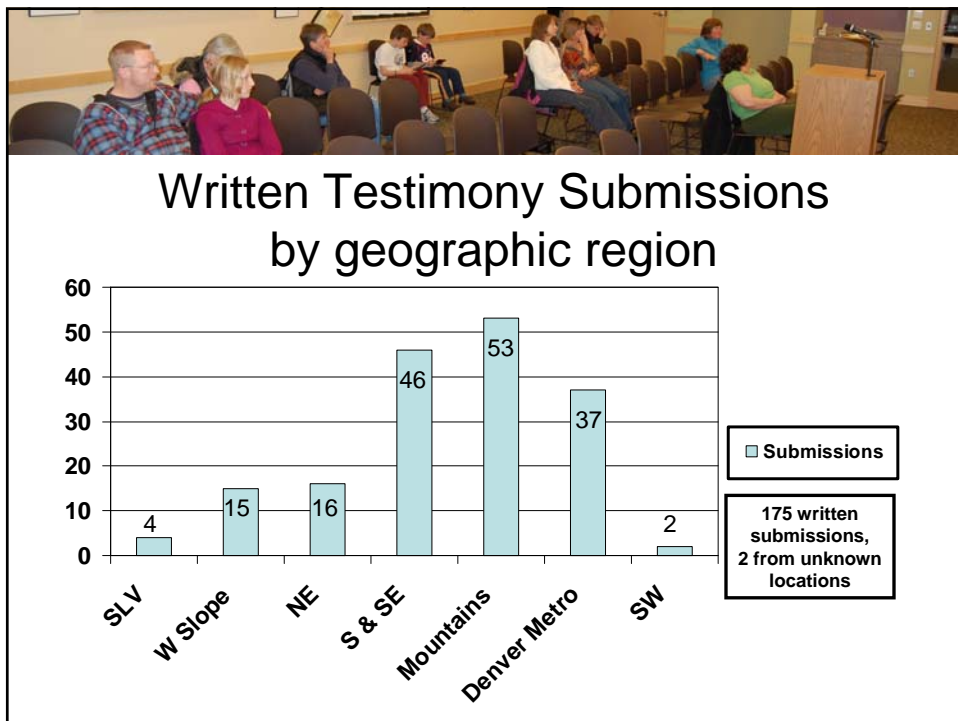 Written Testimony Submissions
by geographic region
60
50
40
30
20
10
0
4
15
16
46
53
37
2
SLV
W Slope
NE
S & SE
Mountains
Denver Metro
SW
Submissions
175 written
submissions,
2 from unknown
locations